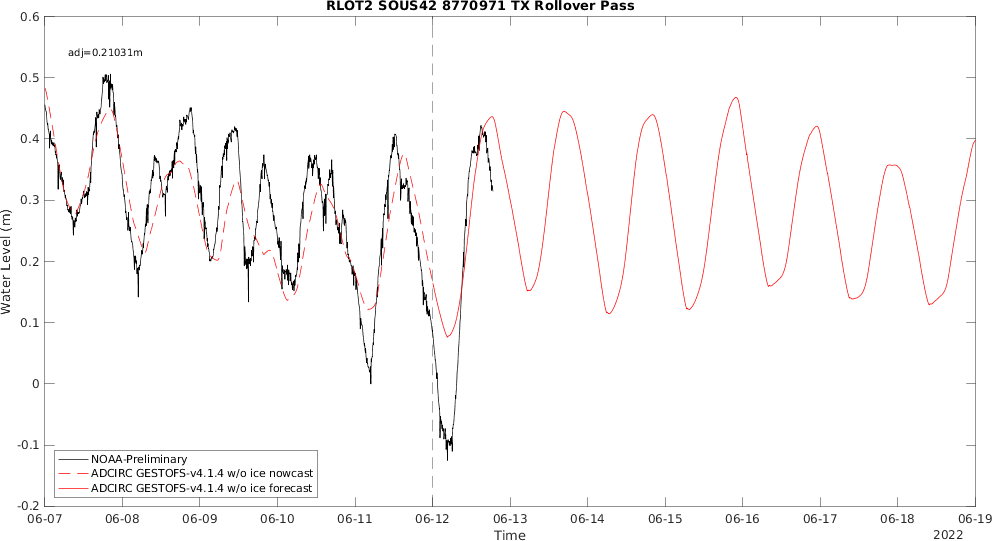 RLOT2 SOUS42 8770971 TX Rollover Pass
adj=0.21031m
0.6
0.5
0.4
0.3
0.2
0.1
0
-0.1
-0.2
Water Level (m)
NOAA-Preliminary
ADCIRC GESTOFS-v4.1.4 w/o ice nowcast
ADCIRC GESTOFS-v4.1.4 w/o ice forecast
06-07 06-08 06-09 06-10 06-11 06-12 06-13 06-14 06-15 06-16 06-17 06-18 06-19
Time
2022